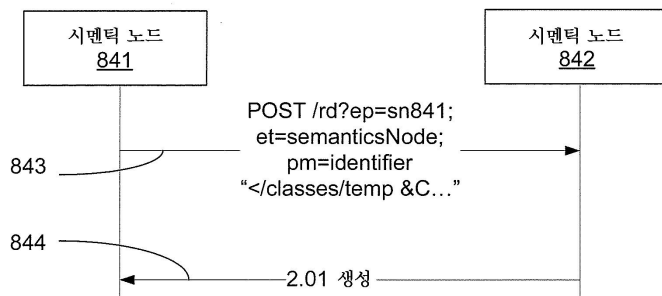 시멘틱 노드
841
시멘틱 노드
842
POST /rd?ep=sn841;
et=semanticsNode;
pm=identifier
“</classes/temp &C…”
843
844
2.01 생성